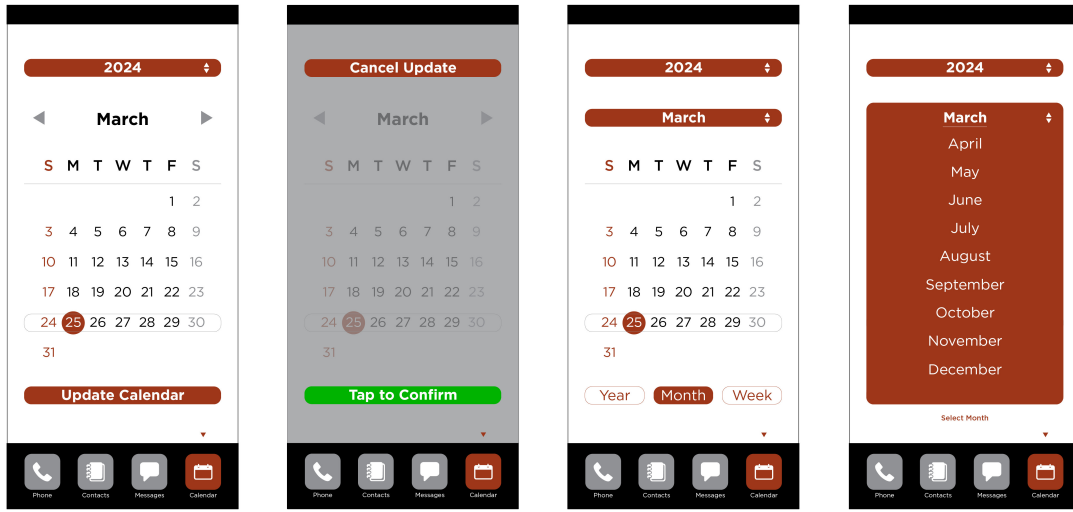 2024
March
S M T W T F S
1 2
3 4 5 6 7 8 9
10 11 12 13 14 15 16
17 18 19 20 21 22 23
24 25 26 27 28 29 30
31
Update Calendar
Phone Contacts Messages Calendar
Cancel Update
March
S M T W T F S
1 2
3 4 5 6 7 8 9
10 11 12 13 14 15 16
17 18 19 20 21 22 23
24 25 26 27 28 29 30
31
Tap to Confirm
Phone Contacts Messages Calendar
2024
March
S M T W T F S
1 2
3 4 5 6 7 8 9
10 11 12 13 14 15 16
17 18 19 20 21 22 23
24 25 26 27 28 29 30
31
Year Month Week
Phone Contacts Messages Calendar
2024
March
April
May
June
July
August
September
October
November
December
Select Month
Phone Contacts Messages Calendar